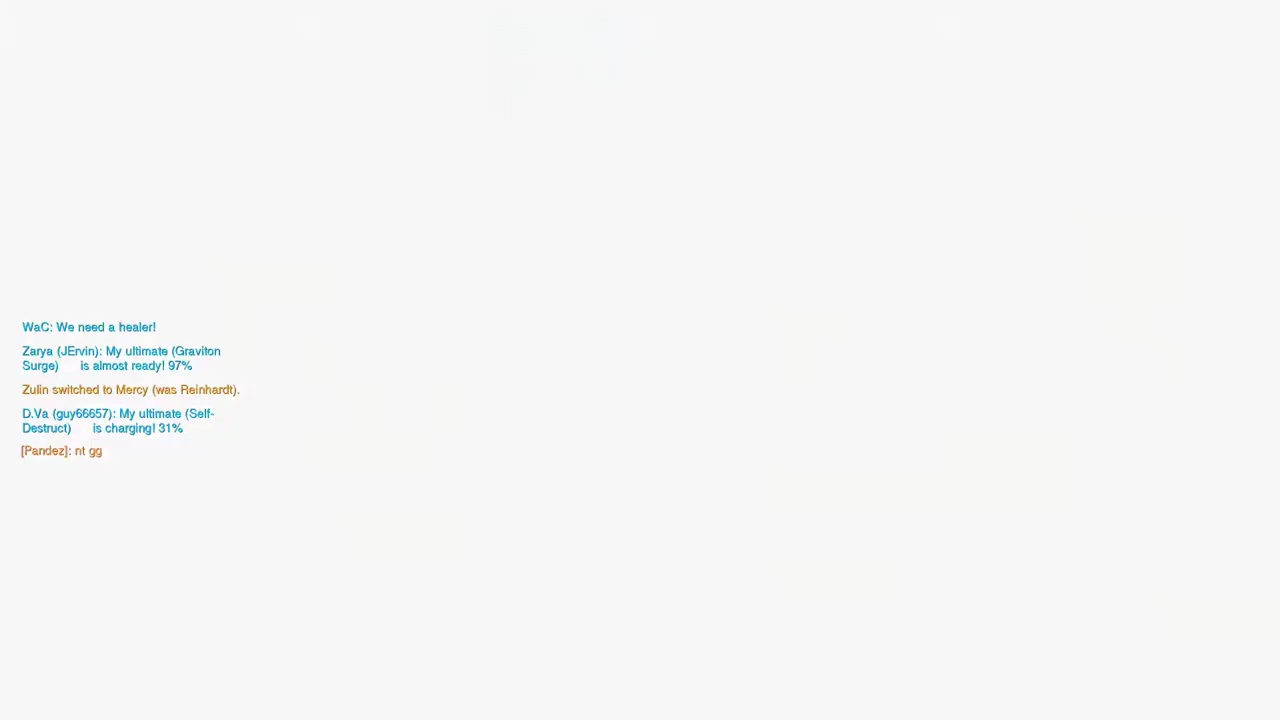 WaC: We need a healer!
Zarya (JErvin): My ultimate (Graviton
Surge) is almost ready! 97%
Zulin switched to Mercy (was Reinhardt).
D.Va (guy66657): My ultimate (Self-
Destruct) is charging! 31%
[Pandez]: nt gg